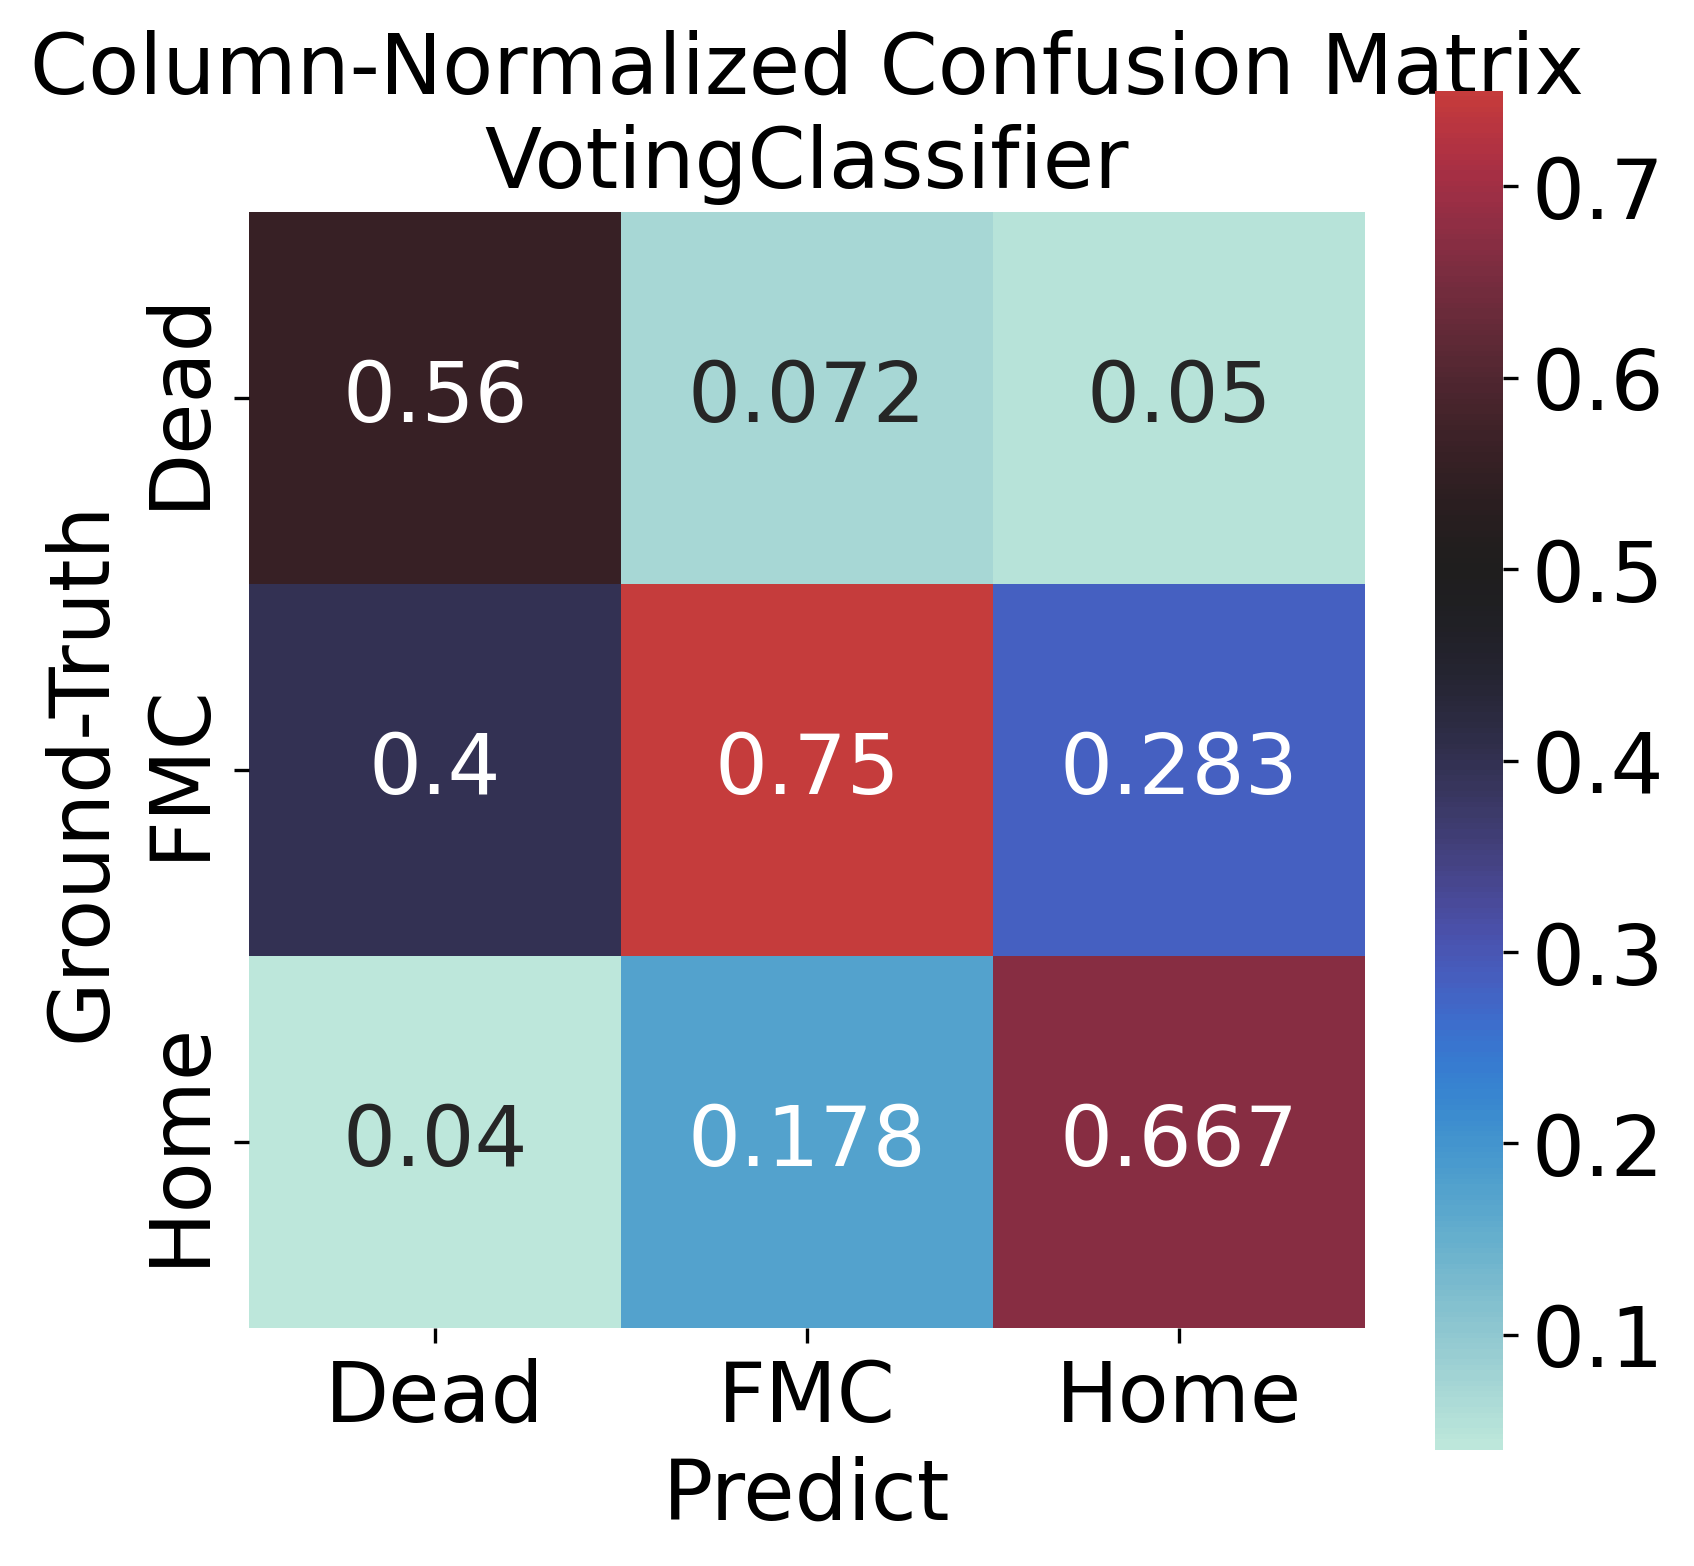 Column-Normalized Confusion Matrix
VotingClassifier
Ground-Truth
Dead
0.56 0.072 0.05
FMC
0.4 0.75 0.283
Home
0.04 0.178 0.667
Dead FMC Home
Predict
0.7
0.6
0.5
0.4
0.3
0.2
0.1